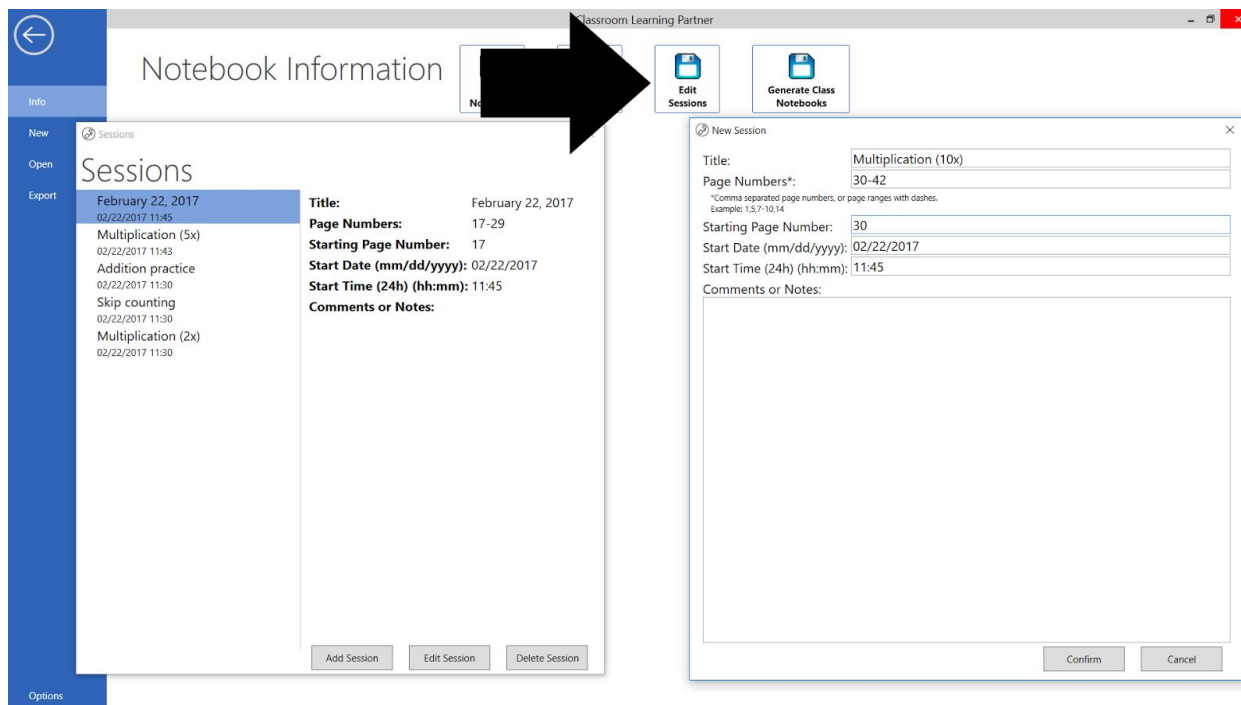 Classroom Learning Partner
Notebook Information
Edit
Sessions
Generate Class
Notebooks
Info
New
Open
Export
Options
Sessions
Sessions
February 22, 2017
02/22/2017 11:45
Multiplication (5x)
02/22/2017 11:43
Addition practice
02/22/2017 11:30
Skip counting
02/22/2017 11:30
Multiplication (2x)
02/22/2017 11:30
Title: February 22, 2017
Page Numbers: 17-29
Starting Page Number: 17
Start Date (mm/dd/yyyy): 02/22/2017
Start Time (24h) (hh:mm): 11:45
Comments or Notes:
Add Session Edit Session Delete Session
New Session
Title: Multiplication (10x)
Page Numbers*: 30-42
*Comma separated page numbers, or page ranges with dashes.
Example: 1,5,7-10,14
Starting Page Number: 30
Start Date (mm/dd/yyyy): 02/22/2017
Start Time (24h) (hh:mm): 11:45
Comments or Notes:
Confirm Cancel